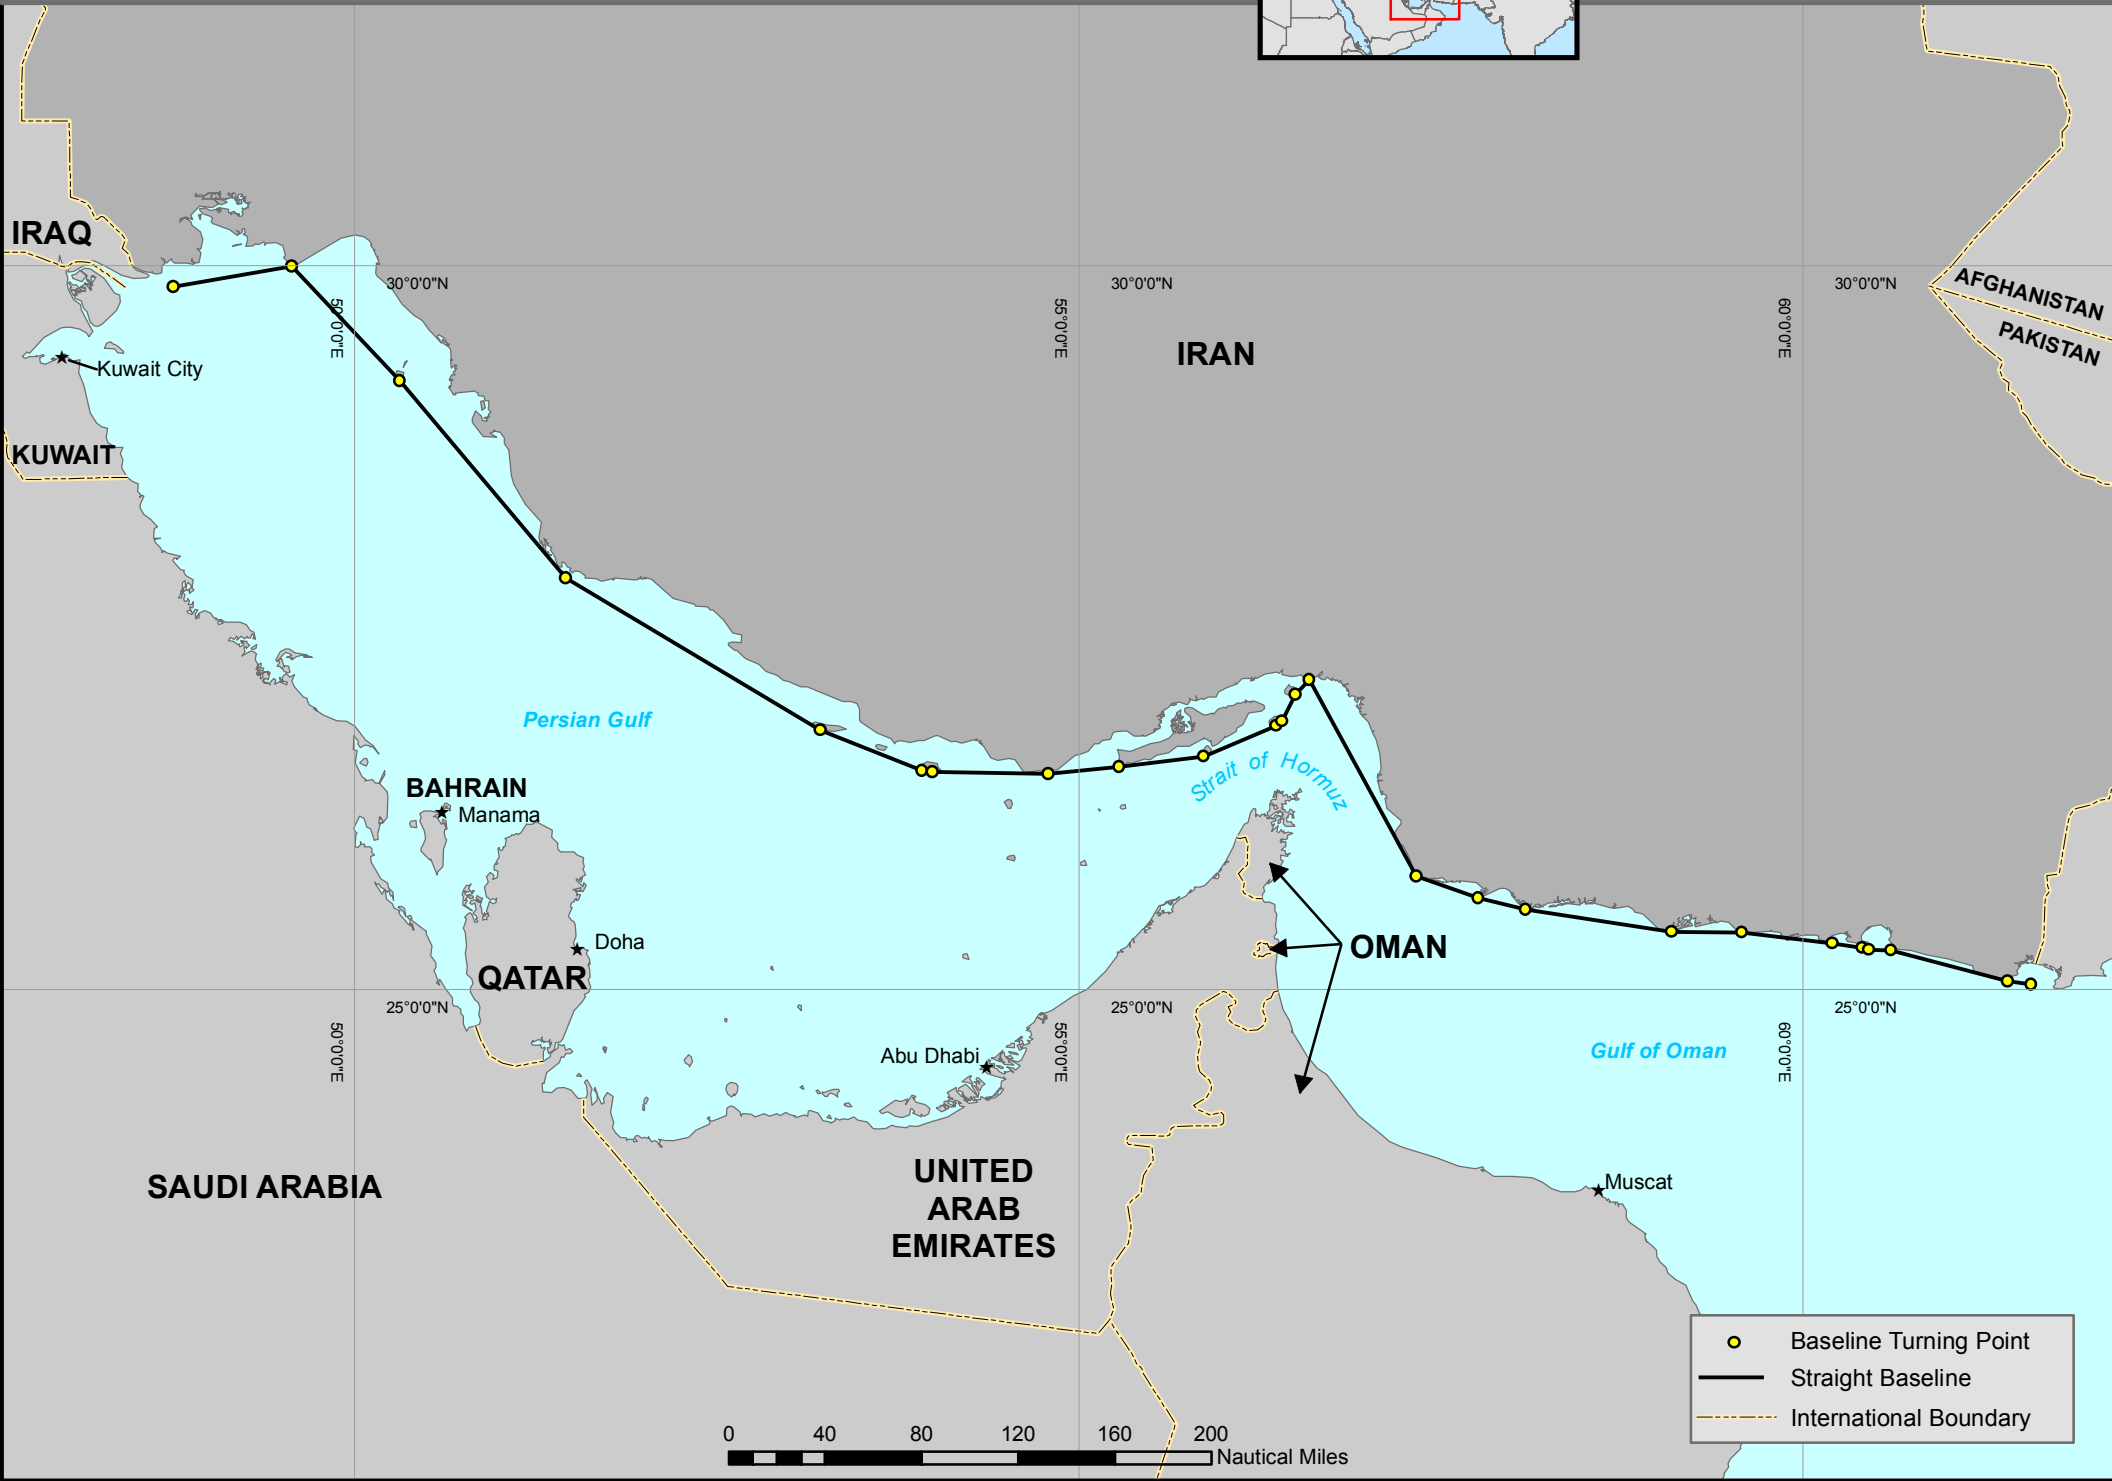 IRAQ
30°0'0"N
30°0'0"N
30°0'0"N
AFGHANISTAN
PAKISTAN
50°0'0"E
55°0'0"E
60°0'0"E
IRAN
Kuwait City
KUWAIT
Persian Gulf
Strait of Hormuz
BAHRAIN
Manama
Doha
QATAR
OMAN
25°0'0"N
25°0'0"N
25°0'0"N
50°0'0"E
55°0'0"E
60°0'0"E
Abu Dhabi
Gulf of Oman
SAUDI ARABIA
UNITED
ARAB
EMIRATES
Muscat
Baseline Turning Point
Straight Baseline
International Boundary
0 40 80 120 160 200
Nautical Miles